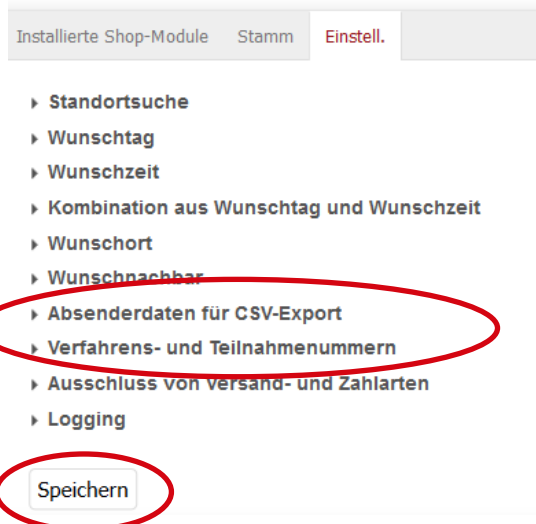 Installierte Shop-Module Stamm Einstell.
Standortsuche
Wunschtag
Wunschzeit
Kombination aus Wunschtag und Wunschzeit
Wunschort
Wunschnachbar
Absenderdaten für CSV-Export
Verfahrens- und Teilnahmenummern
Ausschluss von Versand- und Zahlarten
Logging
Speichern